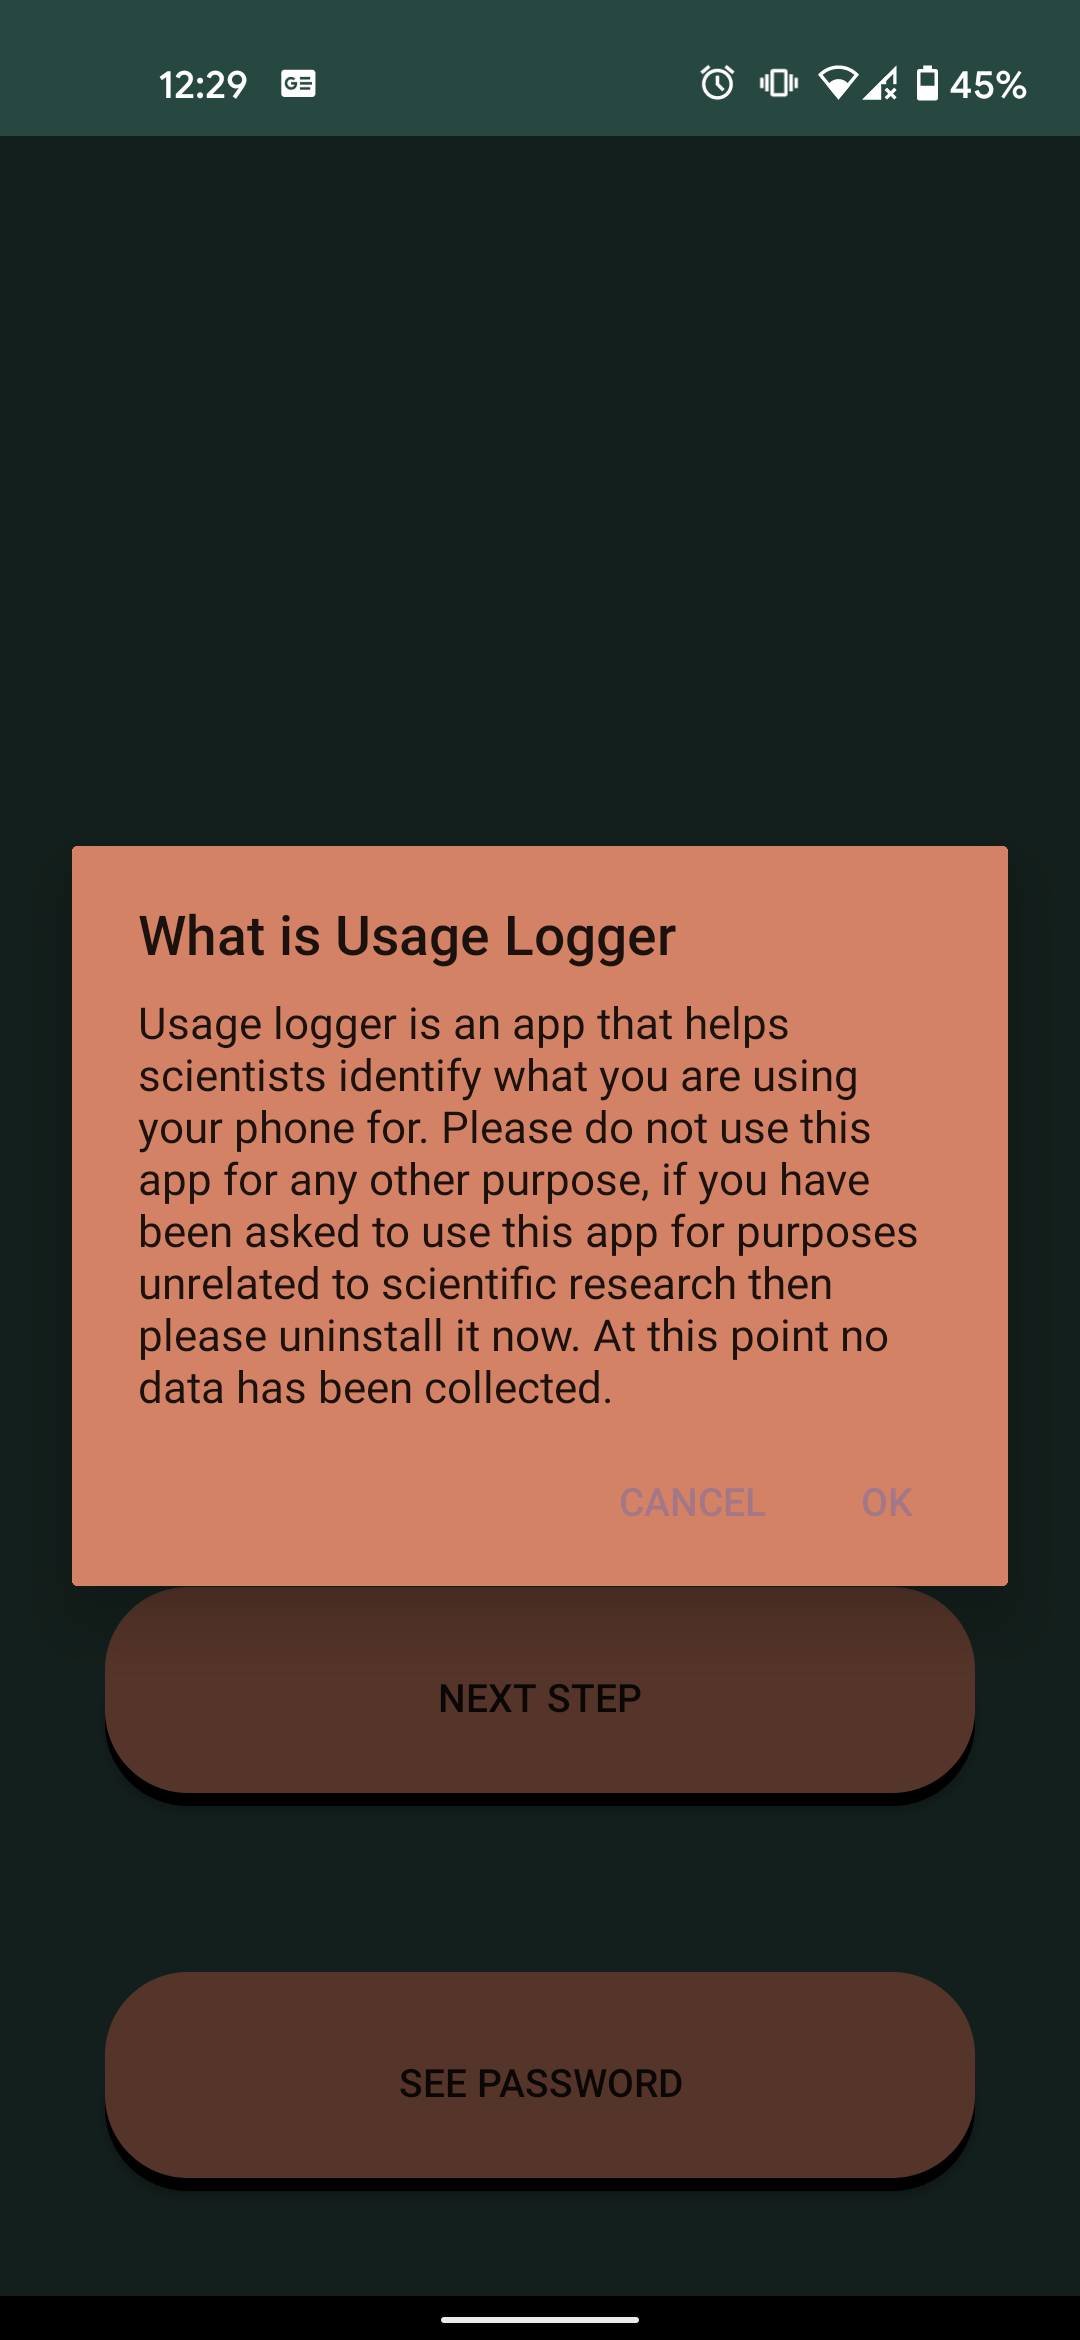 12:29
45%
What is Usage Logger
Usage logger is an app that helps
scientists identify what you are using
your phone for. Please do not use this
app for any other purpose, if you have
been asked to use this app for purposes
unrelated to scientific research then
please uninstall it now. At this point no
data has been collected.
CANCEL OK
NEXT STEP
SEE PASSWORD